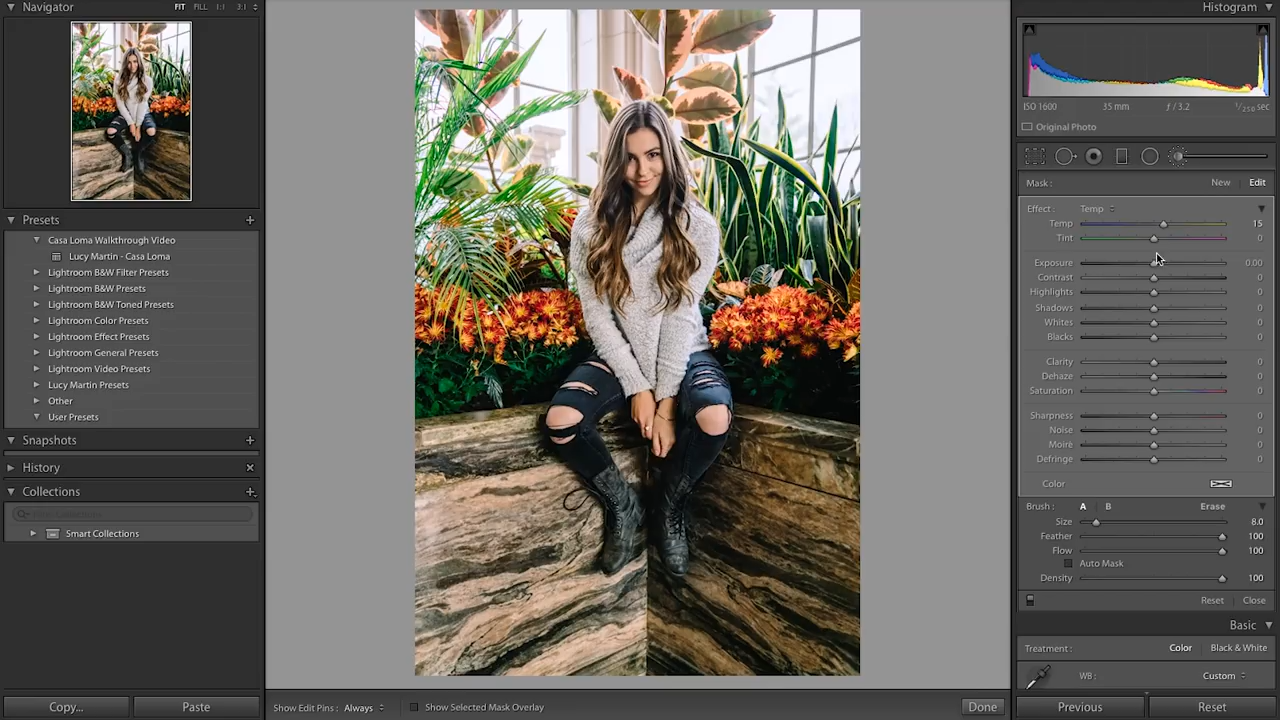 Navigator
FIT FILL 1:1 3:1
Presets
Casa Loma Walkthrough Video
Lucy Martin - Casa Loma
Lightroom B&W Filter Presets
Lightroom B&W Presets
Lightroom B&W Toned Presets
Lightroom Color Presets
Lightroom Effect Presets
Lightroom General Presets
Lightroom Video Presets
Lucy Martin Presets
Other
User Presets
Snapshots
History
Collections
Smart Collections
Copy...
Paste
Show Edit Pins: Always
Show Selected Mask Overlay
Done
Histogram
ISO 1600 35 mm ƒ / 3.2 1/250 sec
Original Photo
Mask : New Edit
Effect : Temp
Temp 15
Tint 0
Exposure 0.00
Contrast 0
Highlights 0
Shadows 0
Whites 0
Blacks 0
Clarity 0
Dehaze 0
Saturation 0
Sharpness 0
Noise 0
Moiré 0
Defringe 0
Color
Brush : A B Erase
Size 8.0
Feather 100
Flow 100
Auto Mask
Density 100
Reset Close
Basic
Treatment : Color Black & White
WB : Custom
Previous
Reset